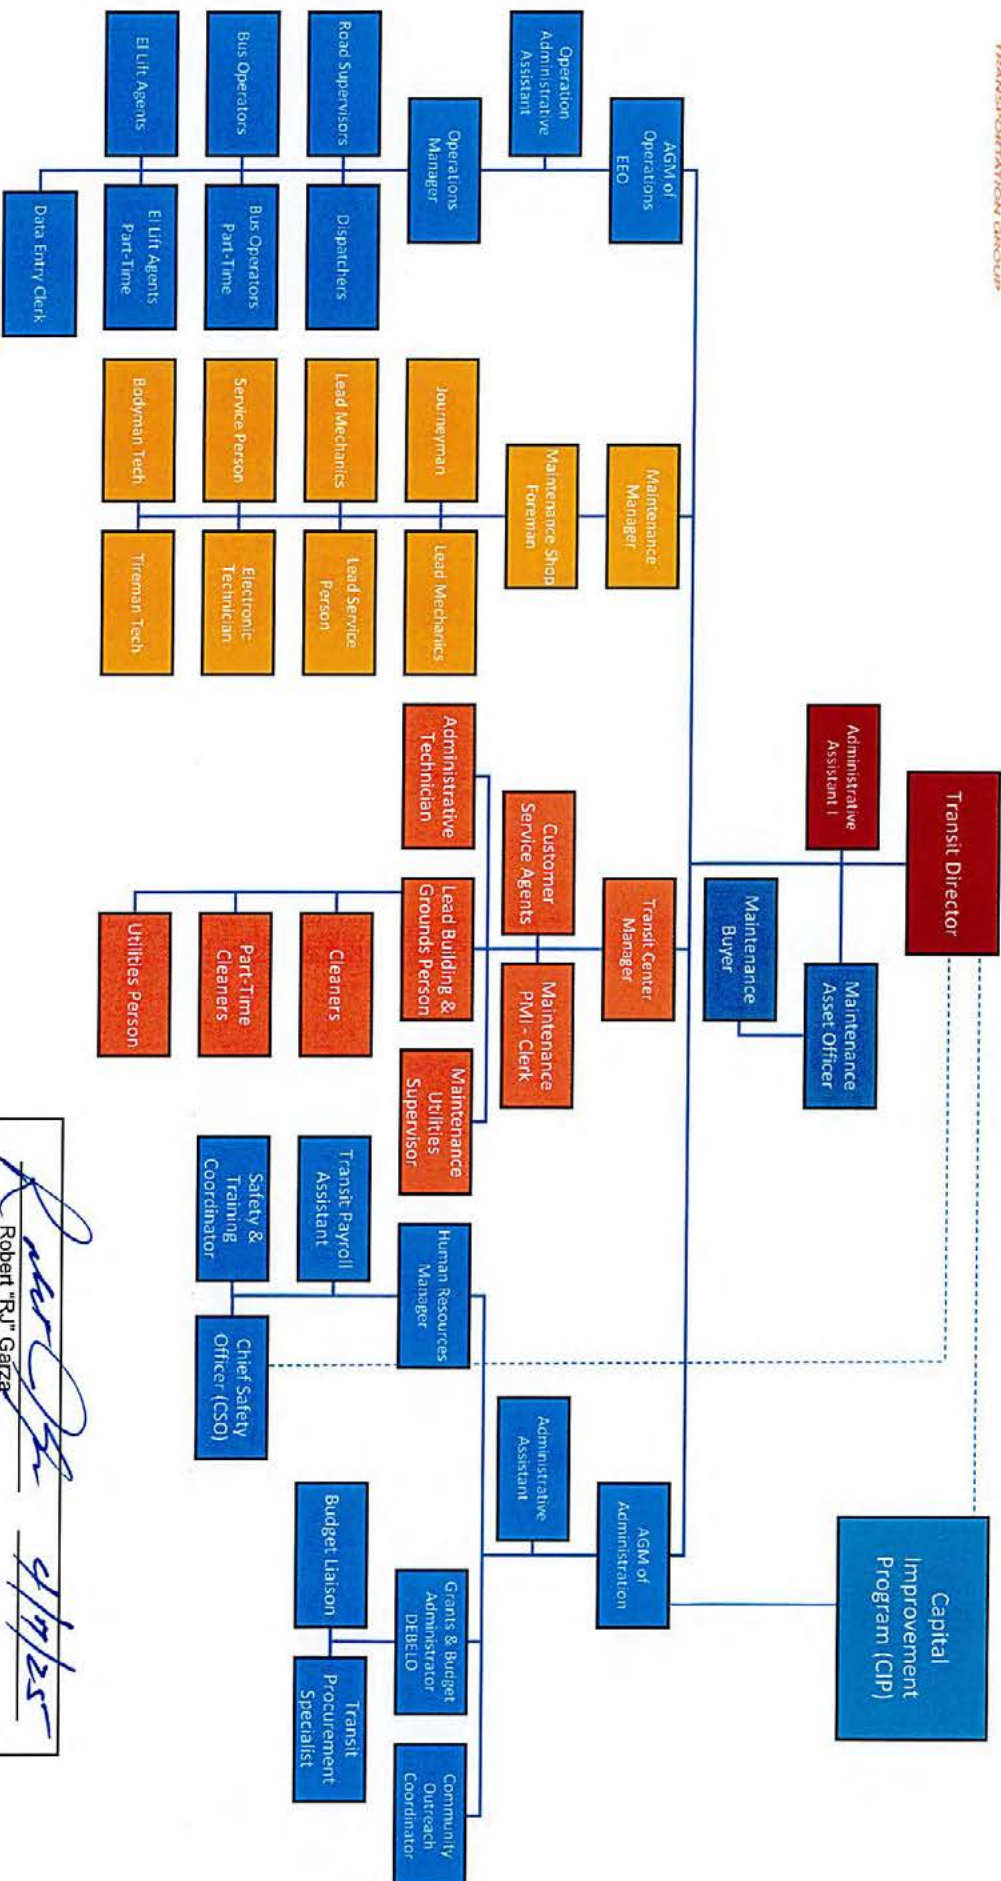 TRANSPORTATION GROUP
Transit Director
Capital
Improvement
Program (CIP)
Administrative
Assistant I
Maintenance
Asset Officer
Maintenance
Buyer
AGM of
Operations
EEO
Maintenance
Manager
Transit Center
Manager
AGM of
Administration
Operation
Administrative
Assistant
Maintenance Shop
Foreman
Customer
Service Agents
Maintenance
PMI - Clerk
Administrative
Assistant
Operations
Manager
Journeyman
Lead Mechanics
Administrative
Technician
Lead Building &
Grounds Person
Maintenance
Utilities
Supervisor
Human Resources
Manager
Grants & Budget
Administrator
DEBELO
Community
Outreach
Coordinator
Road Supervisors
Dispatchers
Lead Mechanics
Lead Service
Person
Cleaners
Transit Payroll
Assistant
Budget Liaison
Transit
Procurement
Specialist
Bus Operators
Bus Operators
Part-Time
Service Person
Electronic
Technician
Part-Time
Cleaners
Safety &
Training
Coordinator
Chief Safety
Officer (CSO)
El Lift Agents
El Lift Agents
Part-Time
Bodyman Tech
Tireman Tech
Utilities Person
Data Entry Clerk
Robert "RJ" Garza